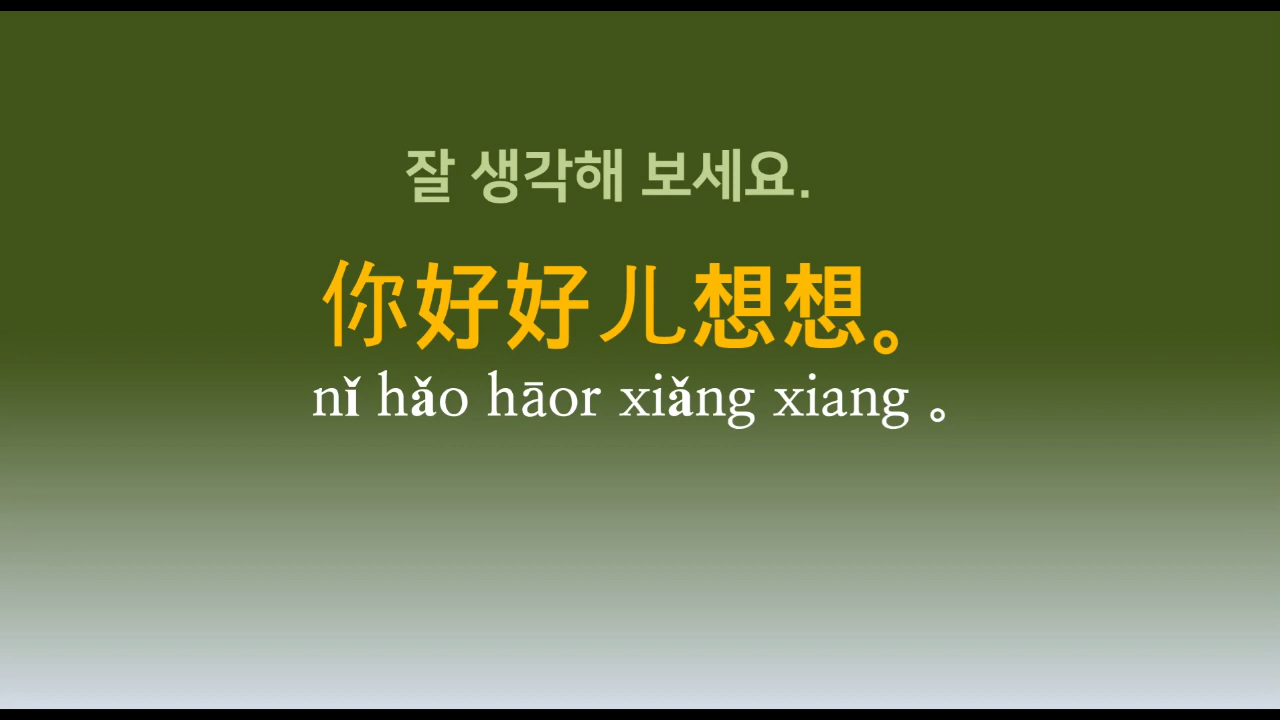 잘 생각해 보세요.
你好好儿想想。
nǐ hǎo hāor xiǎng xiang 。